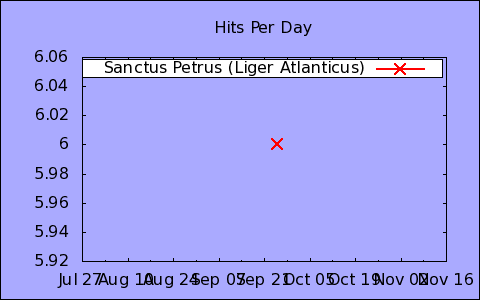 Hits Per Day
Sanctus Petrus (Liger Atlanticus)
6.06
6.04
6.02
6
5.98
5.96
5.94
5.92
Jul 27 Aug 10 Aug 24 Sep 07 Sep 21 Oct 05 Oct 19 Nov 02 Nov 16